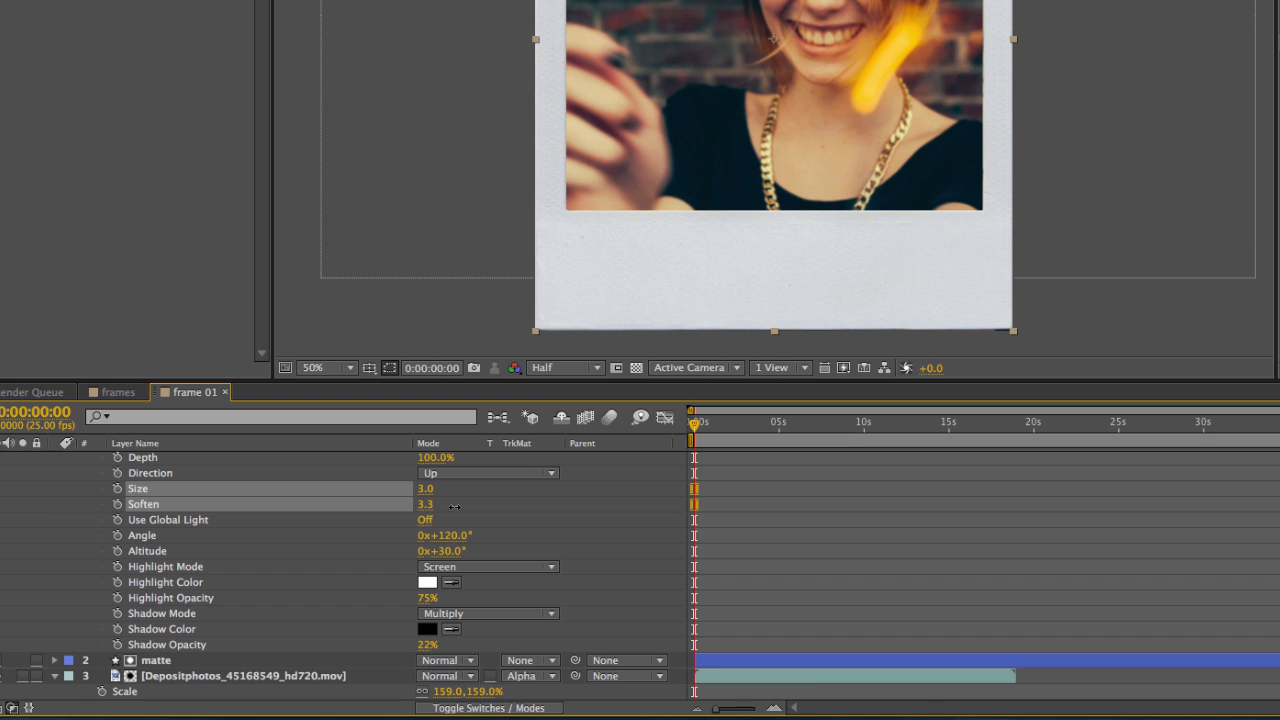 50%
0:00:00:00
Half
Active Camera
1 View
+0.0
ender Queue
frames
frame 01 ×
0:00:00:00
0000 (25.00 fps)
00s 05s 10s 15s 20s 25s 30s
# Layer Name Mode T TrkMat Parent
Depth 100.0%
Direction Up
Size 3.0
Soften 3.3
Use Global Light Off
Angle 0x+120.0°
Altitude 0x+30.0°
Highlight Mode Screen
Highlight Color
Highlight Opacity 75%
Shadow Mode Multiply
Shadow Color
Shadow Opacity 22%
2 matte Normal None None
3 [Depositphotos_45168549_hd720.mov] Normal Alpha None
Scale 159.0,159.0%
Toggle Switches / Modes